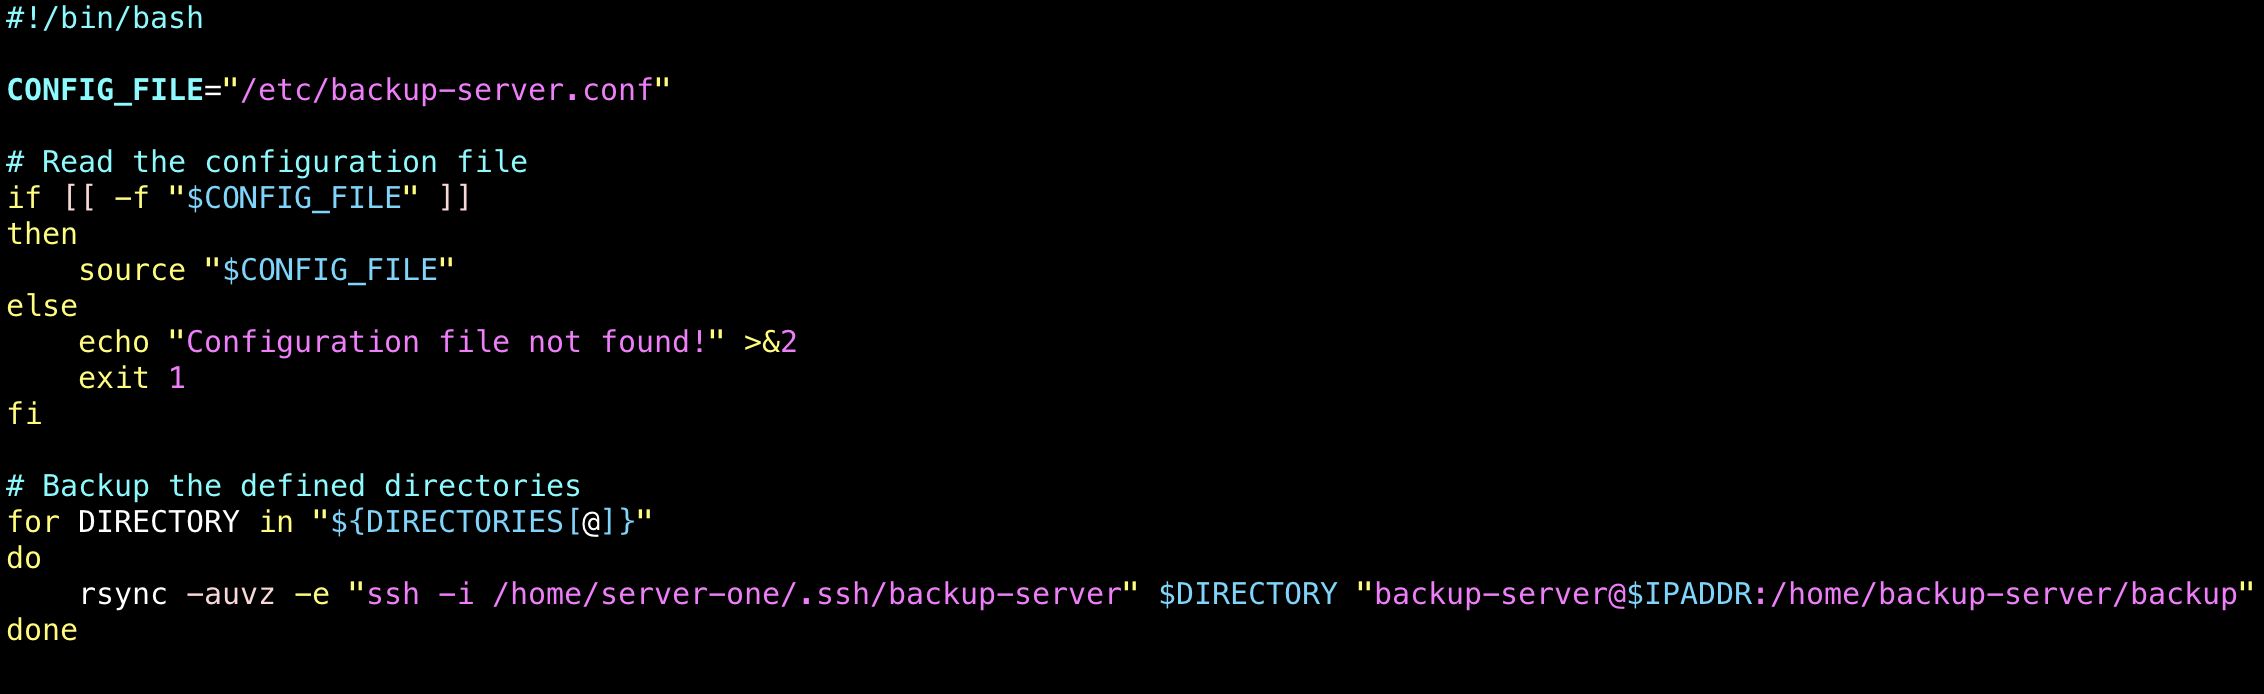 #!/bin/bash

CONFIG_FILE="/etc/backup-server.conf"

# Read the configuration file
if [[ -f "$CONFIG_FILE" ]]
then
    source "$CONFIG_FILE"
else
    echo "Configuration file not found!" >&2
    exit 1
fi

# Backup the defined directories
for DIRECTORY in "${DIRECTORIES[@]}"
do
    rsync -auvz -e "ssh -i /home/server-one/.ssh/backup-server" $DIRECTORY "backup-server@$IPADDR:/home/backup-server/backup"
done